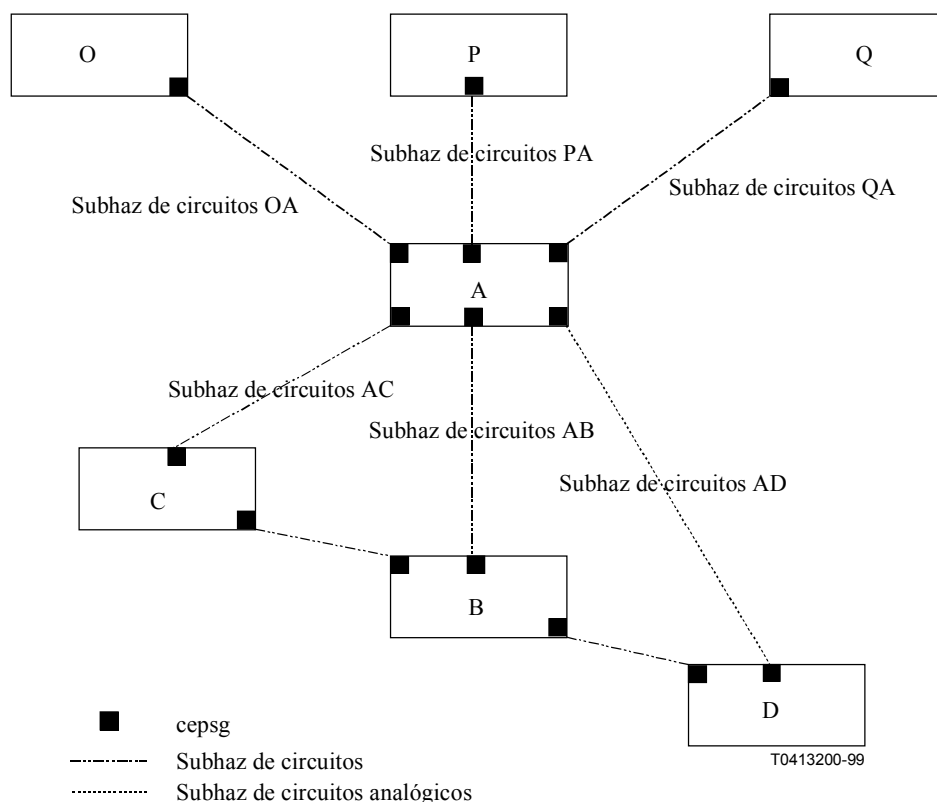 O
P
Q
Subhaz de circuitos PA
Subhaz de circuitos QA
Subhaz de circuitos OA
A
Subhaz de circuitos AC
Subhaz de circuitos AB
Subhaz de circuitos AD
C
B
D
cepsg
T0413200-99
Subhaz de circuitos
Subhaz de circuitos analógicos